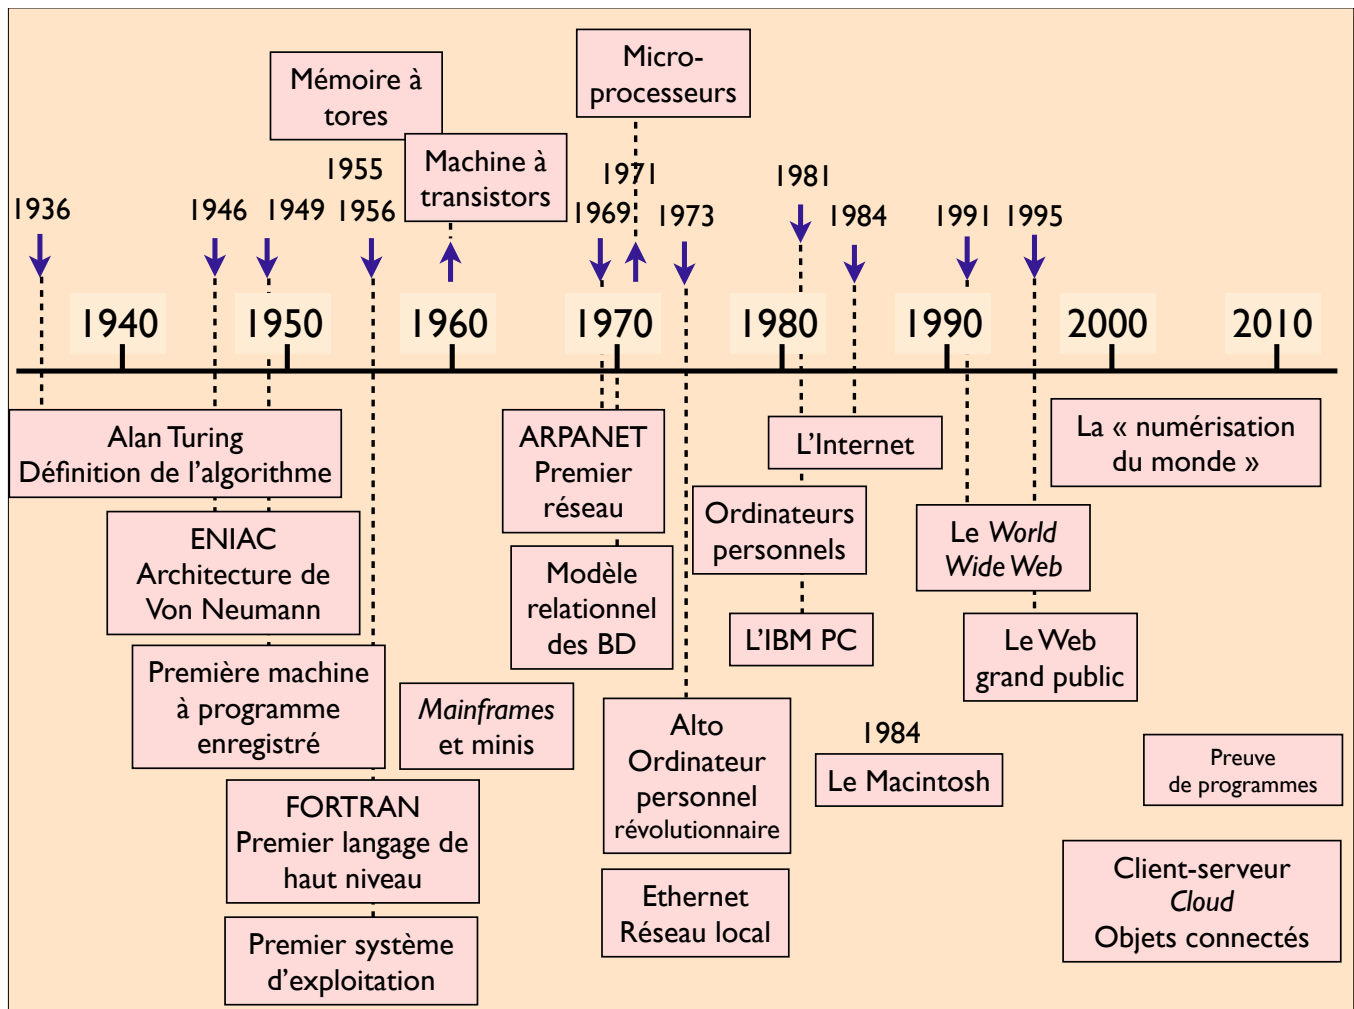 Micro-
processeurs
Mémoire à
tores
Machine à
transistors
1955
1971
1981
1936
1946
1949
1956
1969
1973
1984
1991
1995
1940
1950
1960
1970
1980
1990
2000
2010
Alan Turing
Définition de l'algorithme
ENIAC
Architecture de
Von Neumann
Première machine
à programme
enregistré
FORTRAN
Premier langage de
haut niveau
Premier système
d'exploitation
Mainframes
et minis
ARPANET
Premier
réseau
Modèle
relationnel
des BD
Alto
Ordinateur
personnel
révolutionnaire
Ethernet
Réseau local
L'Internet
Ordinateurs
personnels
L'IBM PC
1984
Le Macintosh
Le World
Wide Web
Le Web
grand public
La « numérisation
du monde »
Preuve
de programmes
Client-serveur
Cloud
Objets connectés